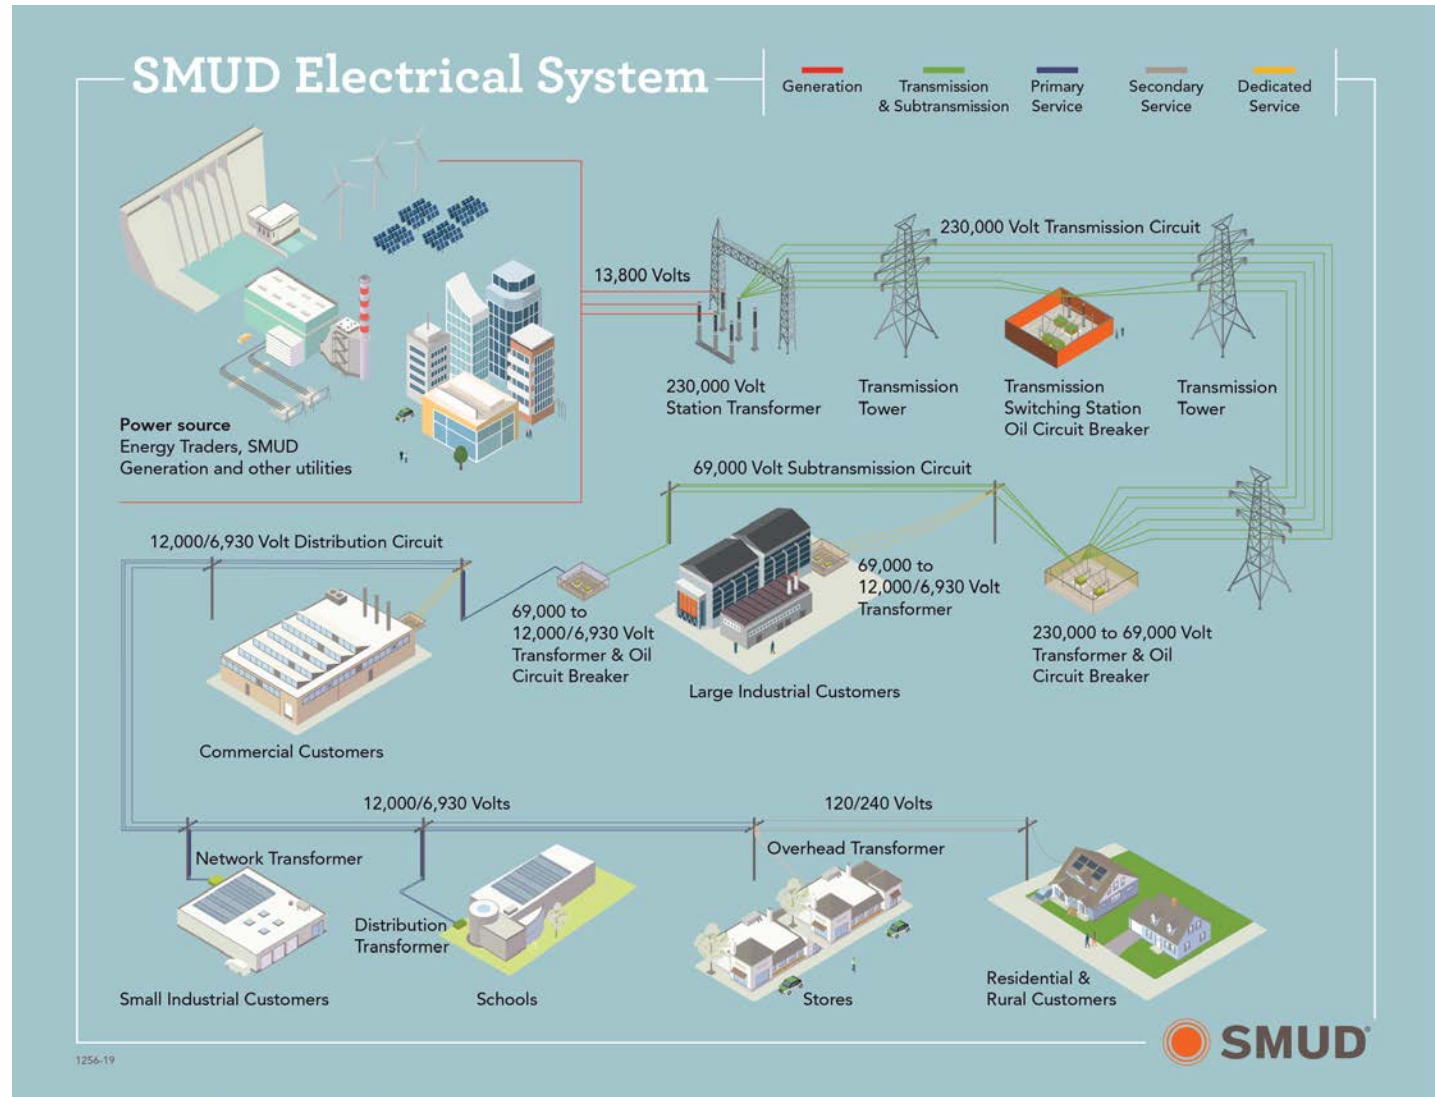 SMUD Electrical System
Generation
Transmission
& Subtransmission
Primary
Service
Secondary
Service
Dedicated
Service
230,000 Volt Transmission Circuit
13,800 Volts
230,000 Volt
Station Transformer
Transmission
Tower
Transmission
Switching Station
Oil Circuit Breaker
Transmission
Tower
Power source
Energy Traders, SMUD
Generation and other utilities
69,000 Volt Subtransmission Circuit
12,000/6,930 Volt Distribution Circuit
69,000 to
12,000/6,930 Volt
Transformer
69,000 to
12,000/6,930 Volt
Transformer & Oil
Circuit Breaker
230,000 to 69,000 Volt
Transformer & Oil
Circuit Breaker
Large Industrial Customers
Commercial Customers
12,000/6,930 Volts
120/240 Volts
Network Transformer
Overhead Transformer
Distribution
Transformer
Small Industrial Customers
Schools
Stores
Residential &
Rural Customers
SMUD®
1256-19